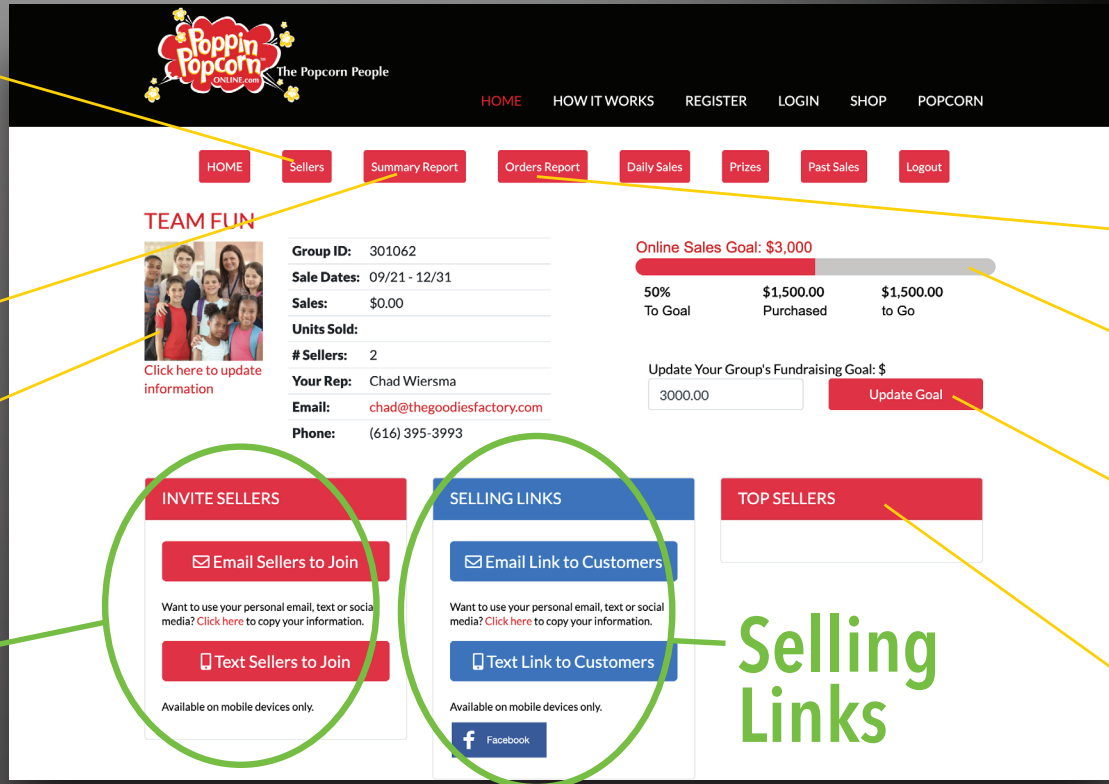 Poppin
Popcorn™
ONLINE.com
The Popcorn People
HOME HOW IT WORKS REGISTER LOGIN SHOP POPCORN
HOME Sellers Summary Report Orders Report Daily Sales Prizes Past Sales Logout
TEAM FUN
Click here to update
information
Group ID: 301062
Sale Dates: 09/21 - 12/31
Sales: $0.00
Units Sold:
# Sellers: 2
Your Rep: Chad Wiersma
Email: chad@thegoodiesfactory.com
Phone: (616) 395-3993
Online Sales Goal: $3,000
50% $1,500.00 $1,500.00
To Goal Purchased to Go
Update Your Group's Fundraising Goal: $
3000.00 Update Goal
INVITE SELLERS
Email Sellers to Join
Want to use your personal email, text or social
media? Click here to copy your information.
Text Sellers to Join
Available on mobile devices only.
SELLING LINKS
Email Link to Customers
Want to use your personal email, text or social
media? Click here to copy your information.
Text Link to Customers
Available on mobile devices only.
f Facebook
TOP SELLERS
Selling
Links